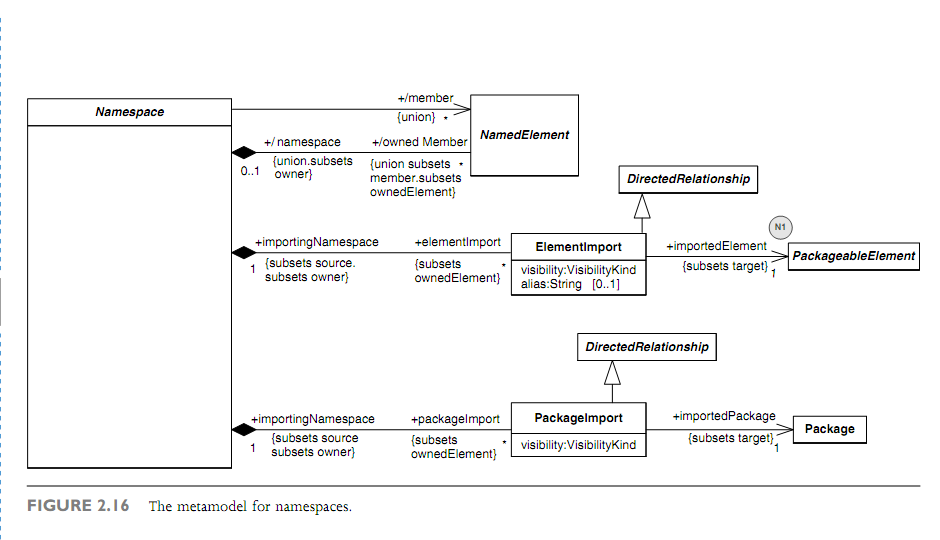 Namespace
+/member
{union} *
NamedElement
+/ namespace
+/owned Member
0..1
{union.subsets
owner}
{union subsets *
member.subsets
ownedElement}
DirectedRelationship
N1
+importingNamespace
+elementImport
ElementImport
+importedElement
PackageableElement
1
{subsets source.
subsets owner}
{subsets *
ownedElement}
visibility:VisibilityKind
alias:String [0..1]
{subsets target}
1
DirectedRelationship
+importingNamespace
+packageImport
PackageImport
+importedPackage
Package
1
{subsets source
subsets owner}
{subsets *
ownedElement}
visibility:VisibilityKind
{subsets target}
1
FIGURE 2.16 The metamodel for namespaces.